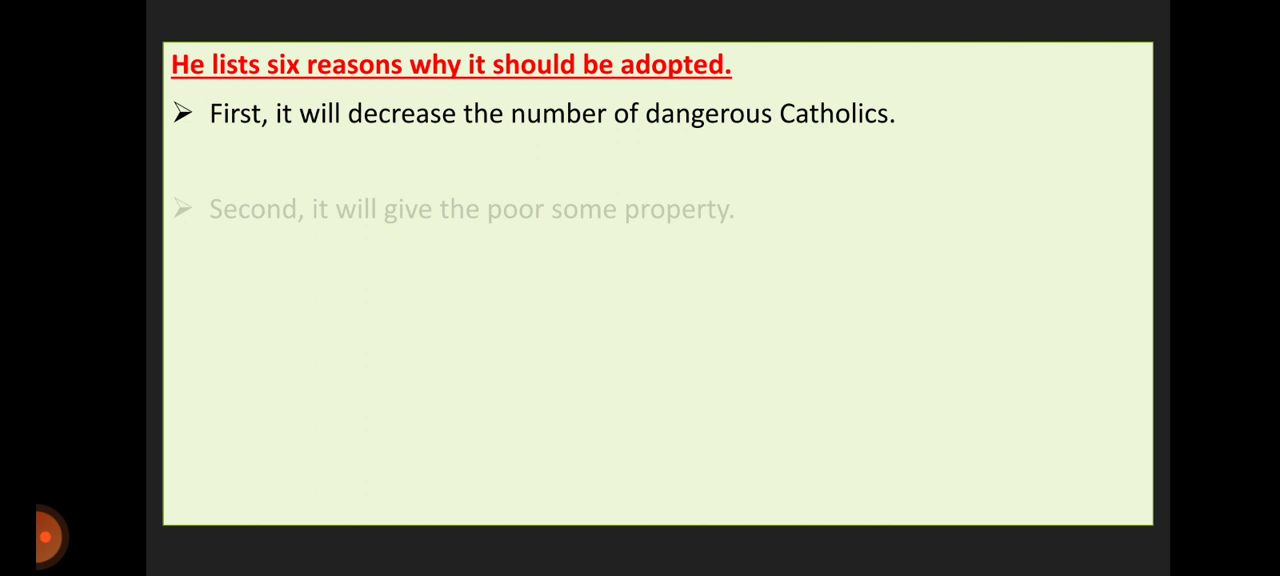 He lists six reasons why it should be adopted.
➢ First, it will decrease the number of dangerous Catholics.
➢ Second, it will give the poor some property.